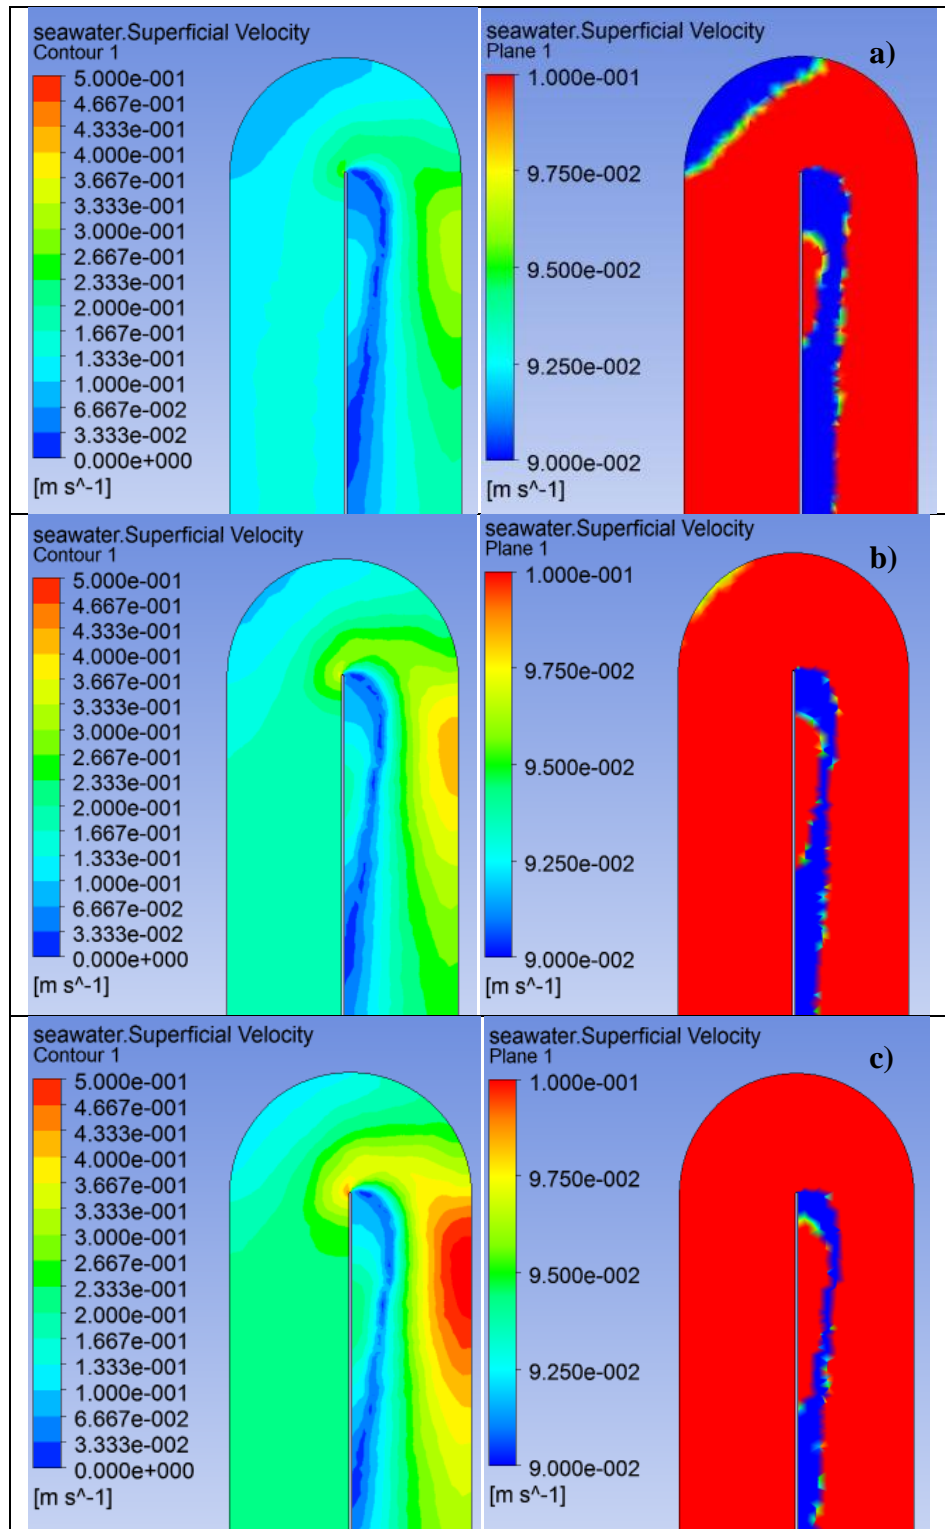 seawater.Superficial Velocity
Contour 1
5.000e-001
4.667e-001
4.333e-001
4.000e-001
3.667e-001
3.333e-001
3.000e-001
2.667e-001
2.333e-001
2.000e-001
1.667e-001
1.333e-001
1.000e-001
6.667e-002
3.333e-002
0.000e+000
[m s^-1]
seawater.Superficial Velocity
Plane 1
a)
1.000e-001
9.750e-002
9.500e-002
9.250e-002
9.000e-002
[m s^-1]
seawater.Superficial Velocity
Contour 1
5.000e-001
4.667e-001
4.333e-001
4.000e-001
3.667e-001
3.333e-001
3.000e-001
2.667e-001
2.333e-001
2.000e-001
1.667e-001
1.333e-001
1.000e-001
6.667e-002
3.333e-002
0.000e+000
[m s^-1]
seawater.Superficial Velocity
Plane 1
b)
1.000e-001
9.750e-002
9.500e-002
9.250e-002
9.000e-002
[m s^-1]
seawater.Superficial Velocity
Contour 1
5.000e-001
4.667e-001
4.333e-001
4.000e-001
3.667e-001
3.333e-001
3.000e-001
2.667e-001
2.333e-001
2.000e-001
1.667e-001
1.333e-001
1.000e-001
6.667e-002
3.333e-002
0.000e+000
[m s^-1]
seawater.Superficial Velocity
Plane 1
c)
1.000e-001
9.750e-002
9.500e-002
9.250e-002
9.000e-002
[m s^-1]